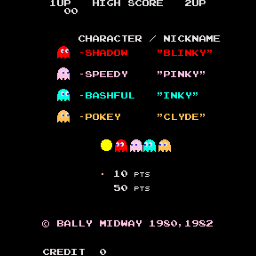 1UP HIGH SCORE 2UP
00
CHARACTER / NICKNAME
-SHADOW "BLINKY"
-SPEEDY "PINKY"
-BASHFUL "INKY"
-POKEY "CLYDE"
10 PTS
50 PTS
© BALLY MIDWAY 1980,1982
CREDIT 0